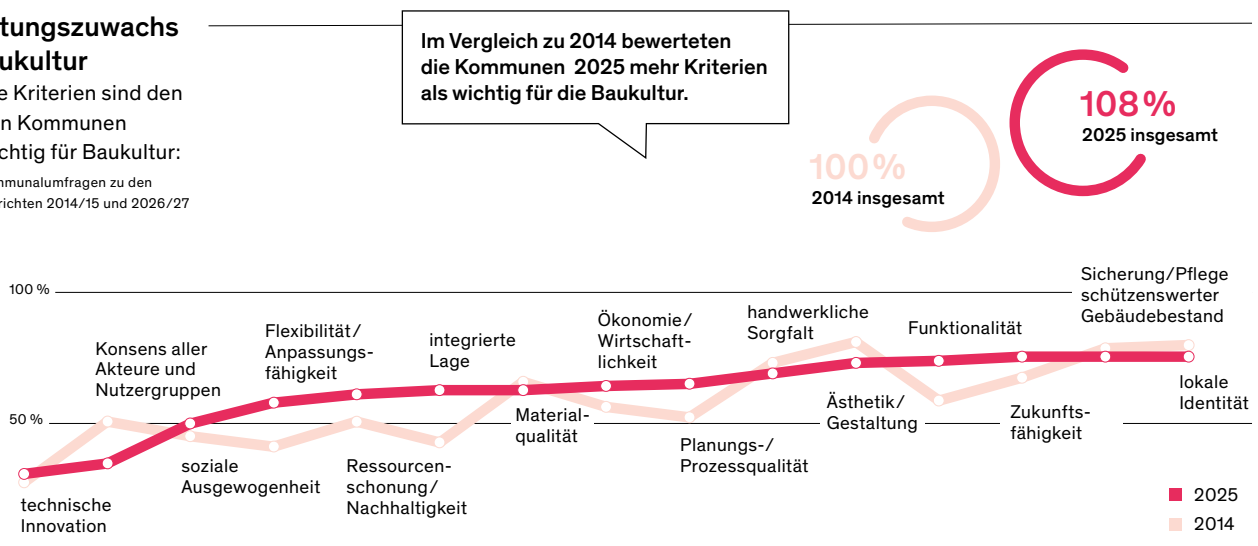 tungszuwachs
ukultur
e Kriterien sind den
n Kommunen
chtig für Baukultur:
mmunalumfragen zu den
richten 2014/15 und 2026/27
Im Vergleich zu 2014 bewerteten
die Kommunen 2025 mehr Kriterien
als wichtig für die Baukultur.
108%
2025 insgesamt
100%
2014 insgesamt
100 %
50 %
technische
Innovation
Konsens aller
Akteure und
Nutzergruppen
soziale
Ausgewogenheit
Flexibilität/
Anpassungs-
fähigkeit
Ressourcen-
schonung/
Nachhaltigkeit
integrierte
Lage
Material-
qualität
Ökonomie/
Wirtschaft-
lichkeit
Planungs-/
Prozessqualität
handwerkliche
Sorgfalt
Ästhetik/
Gestaltung
Funktionalität
Zukunfts-
fähigkeit
Sicherung/Pflege
schützenswerter
Gebäudebestand
lokale
Identität
2025
2014